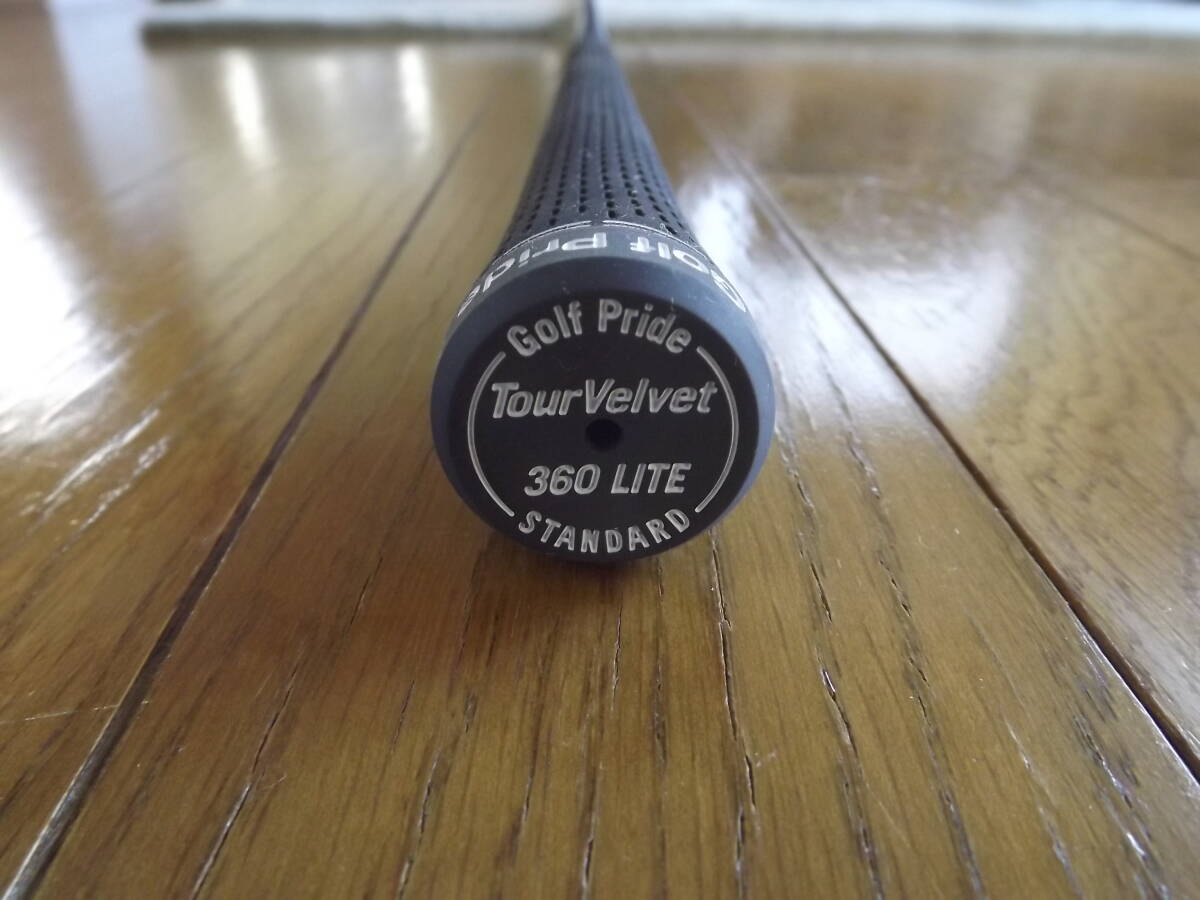 Golf Pride
Golf Pride
TourVelvet
360 LITE
STANDARD